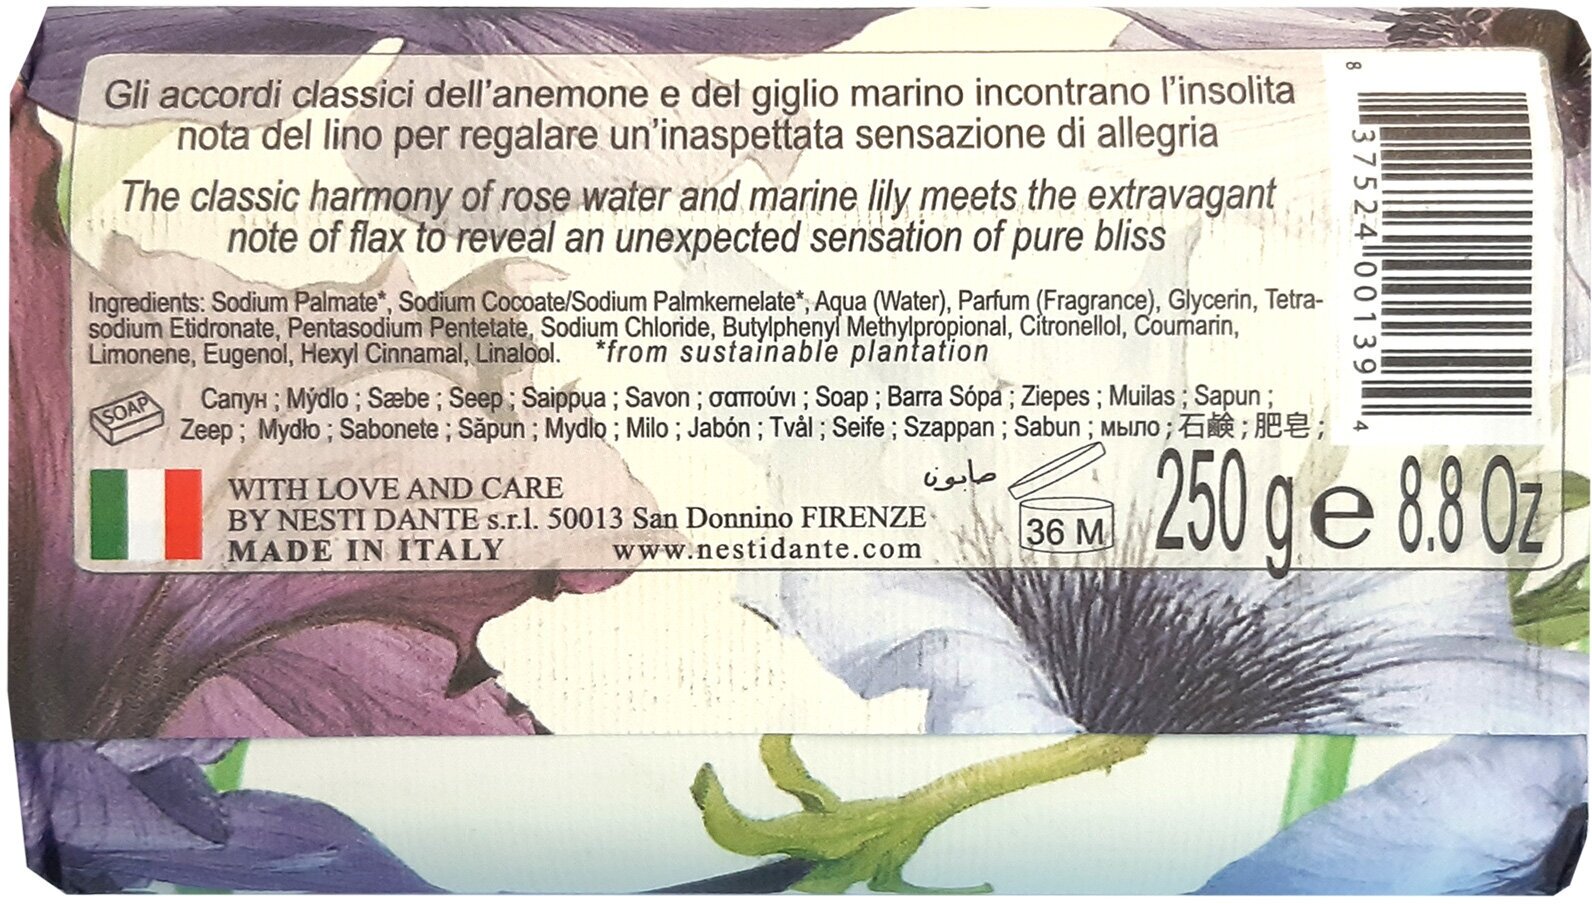 Gli accordi classici dell'anemone e del giglio marino incontrano l'insolita
nota del lino per regalare un'inaspettata sensazione di allegria
The classic harmony of rose water and marine lily meets the extravagant
note of flax to reveal an unexpected sensation of pure bliss
Ingredients: Sodium Palmate*, Sodium Cocoate/Sodium Palmkernelate*, Aqua (Water), Parfum (Fragrance), Glycerin, Tetra-
sodium Etidronate, Pentasodium Pentetate, Sodium Chloride, Butylphenyl Methylpropional, Citronellol, Coumarin,
Limonene, Eugenol, Hexyl Cinnamal, Linalool. *from sustainable plantation
SOAP
Сапун ; Mýdlo ; Sæbe ; Seep ; Saippua ; Savon ; σαπούνι ; Soap ; Barra Sópa ; Ziepes ; Muilas ; Sapun ;
Zeep ; Mydło ; Sabonete ; Săpun ; Mydlo ; Milo ; Jabón ; Tvål ; Seife ; Szappan ; Sabun ; мыло ; 石鹸 ; 肥皂 ;
صابون
WITH LOVE AND CARE
BY NESTI DANTE s.r.l. 50013 San Donnino FIRENZE
MADE IN ITALY www.nestidante.com
36 M
250 g e 8.8 Oz
8 37524 00139 4